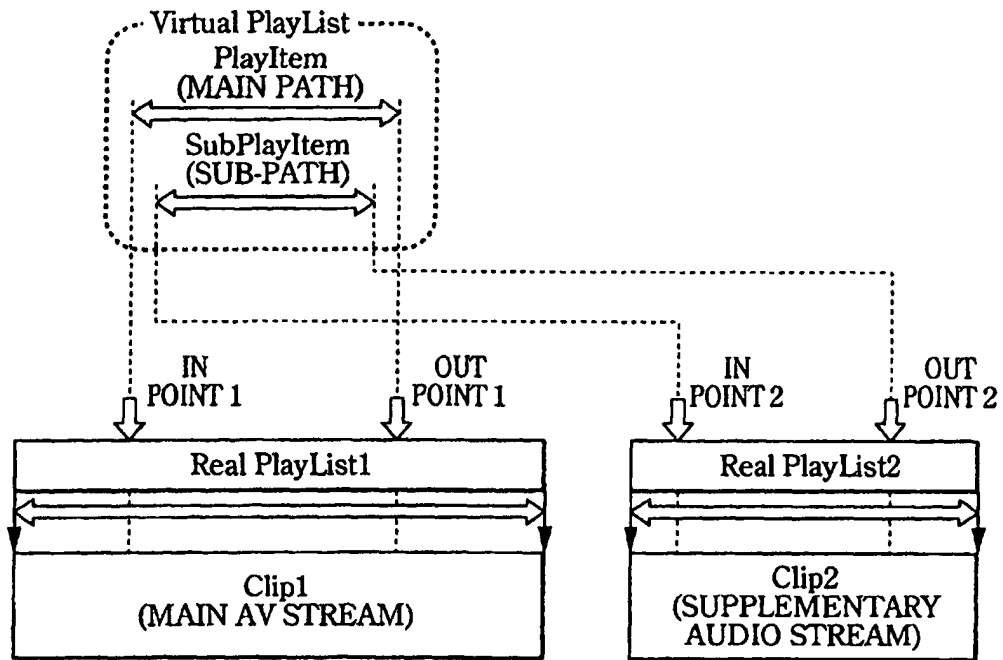 Virtual PlayList
PlayItem
(MAIN PATH)
SubPlayItem
(SUB-PATH)
IN
POINT 1
OUT
POINT 1
IN
POINT 2
OUT
POINT 2
Real PlayList1
Real PlayList2
Clip1
(MAIN AV STREAM)
Clip2
(SUPPLEMENTARY
AUDIO STREAM)